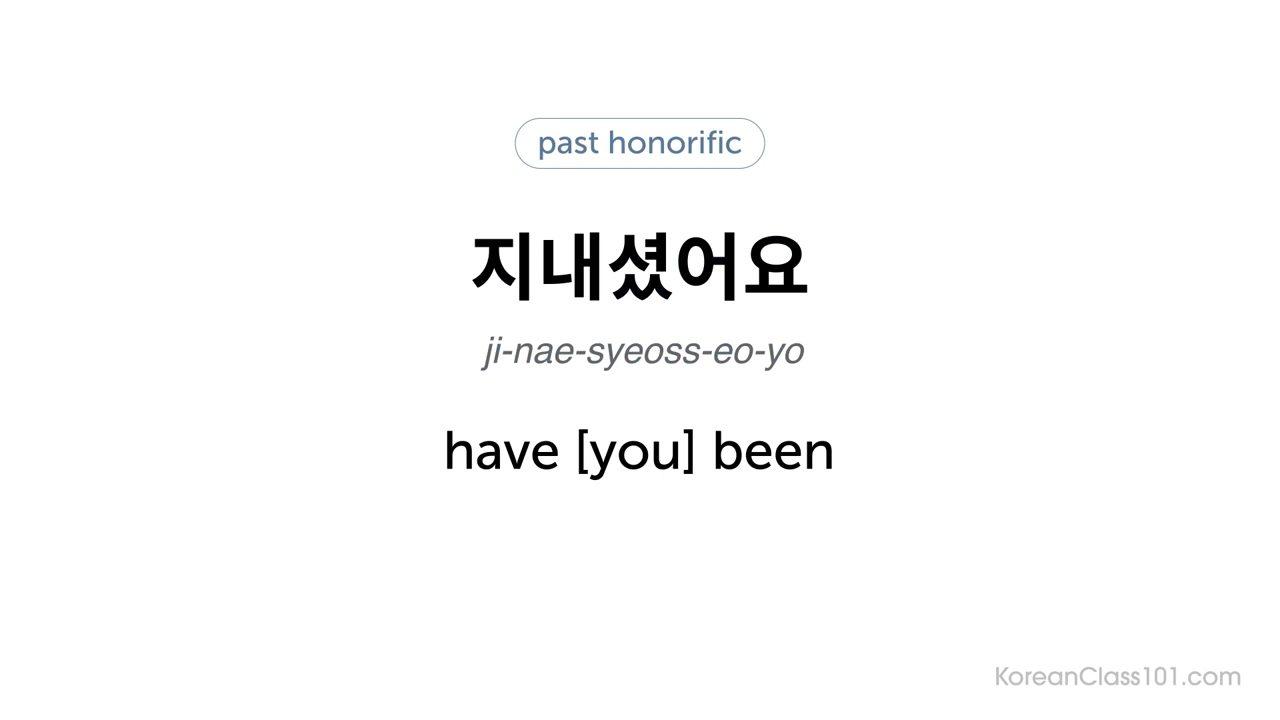 past honorific
지내셨어요
ji-nae-syeoss-eo-yo
have [you] been
KoreanClass101.com